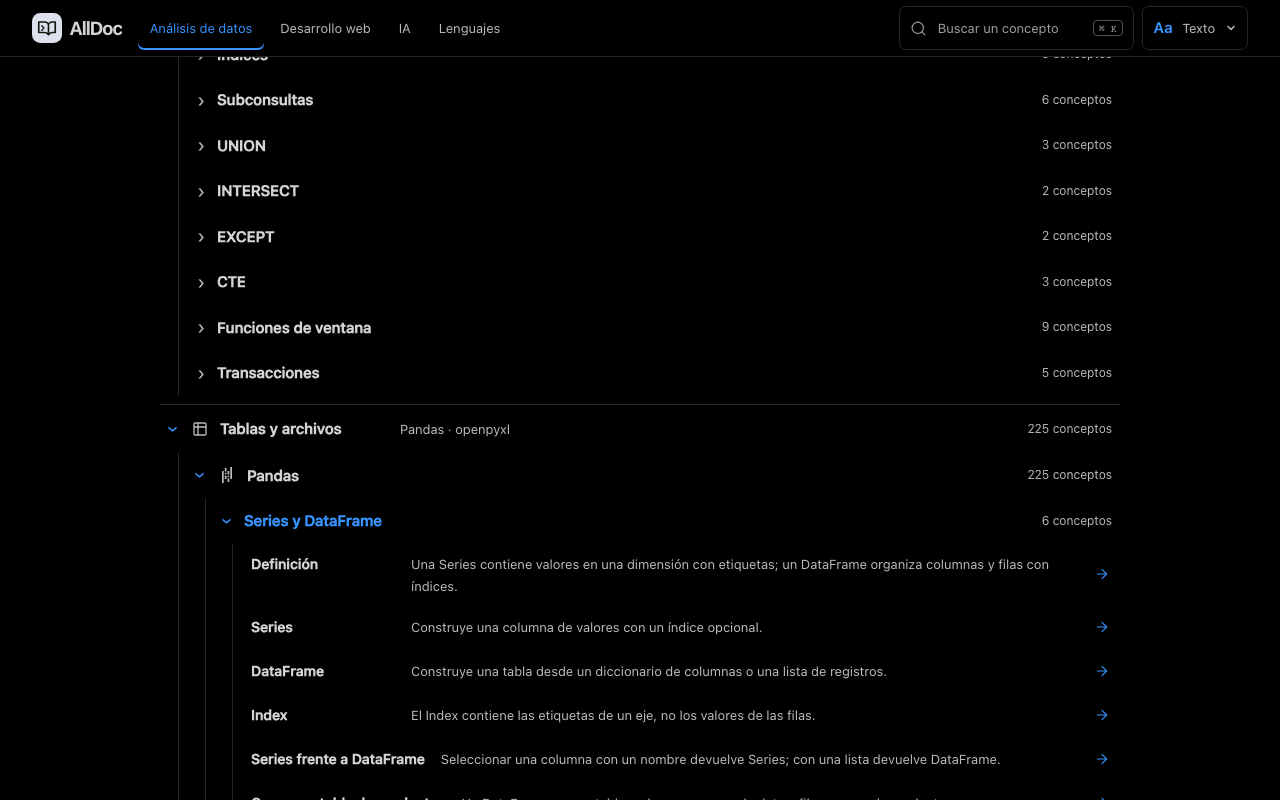 AllDoc
Análisis de datos
Desarrollo web
IA
Lenguajes
Buscar un concepto
⌘ K
Aa Texto
Índices
conceptos
Subconsultas
6 conceptos
UNION
3 conceptos
INTERSECT
2 conceptos
EXCEPT
2 conceptos
CTE
3 conceptos
Funciones de ventana
9 conceptos
Transacciones
5 conceptos
Tablas y archivos
Pandas · openpyxl
225 conceptos
Pandas
225 conceptos
Series y DataFrame
6 conceptos
Definición
Una Series contiene valores en una dimensión con etiquetas; un DataFrame organiza columnas y filas con
índices.
Series
Construye una columna de valores con un índice opcional.
DataFrame
Construye una tabla desde un diccionario de columnas o una lista de registros.
Index
El Index contiene las etiquetas de un eje, no los valores de las filas.
Series frente a DataFrame
Seleccionar una columna con un nombre devuelve Series; con una lista devuelve DataFrame.